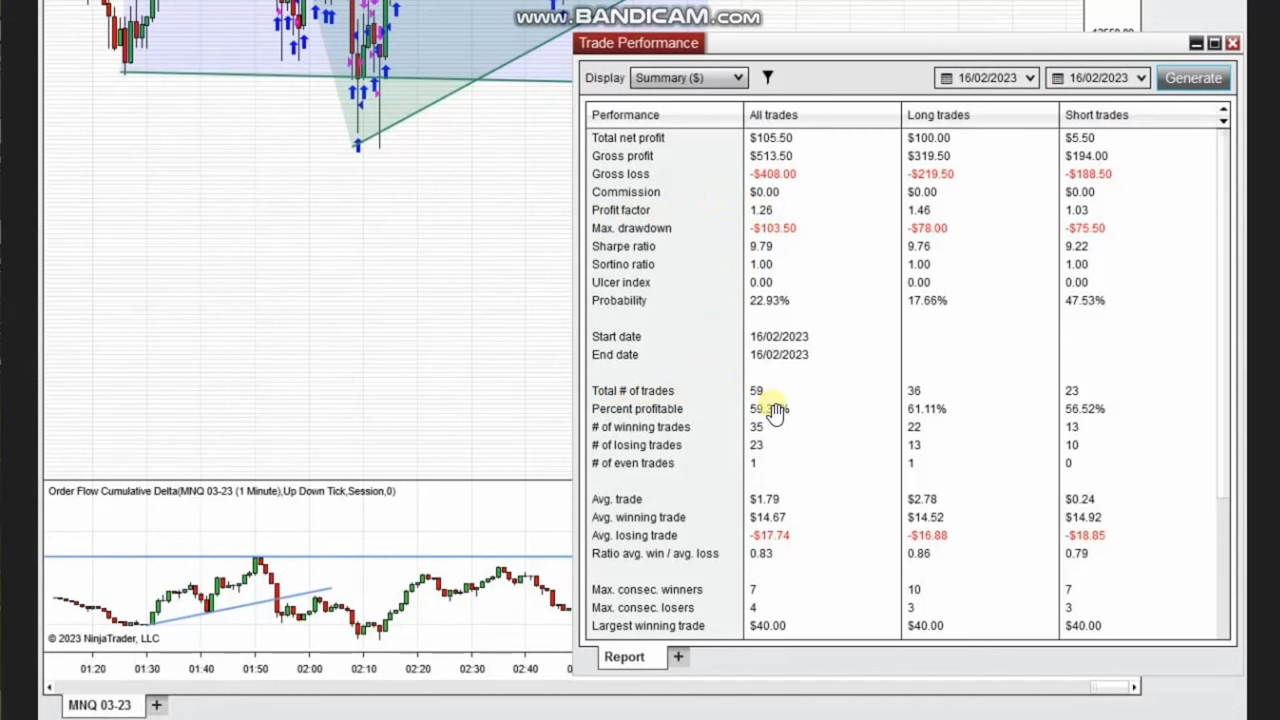 www.BANDICAM.com
Trade Performance
Display Summary ($) 16/02/2023 16/02/2023 Generate
Performance All trades Long trades Short trades
Total net profit $105.50 $100.00 $5.50
Gross profit $513.50 $319.50 $194.00
Gross loss -$408.00 -$219.50 -$188.50
Commission $0.00 $0.00 $0.00
Profit factor 1.26 1.46 1.03
Max. drawdown -$103.50 -$78.00 -$75.50
Sharpe ratio 9.79 9.76 9.22
Sortino ratio 1.00 1.00 1.00
Ulcer index 0.00 0.00 0.00
Probability 22.93% 17.66% 47.53%
Start date 16/02/2023
End date 16/02/2023
Total # of trades 59 36 23
Percent profitable 61.11% 56.52%
# of winning trades 35 22 13
# of losing trades 23 13 10
# of even trades 1 1 0
Avg. trade $1.79 $2.78 $0.24
Avg. winning trade $14.67 $14.52 $14.92
Avg. losing trade -$17.74 -$16.88 -$18.85
Ratio avg. win / avg. loss 0.83 0.86 0.79
Max. consec. winners 7 10 7
Max. consec. losers 4 3 3
Largest winning trade $40.00 $40.00 $40.00
Report +
Order Flow Cumulative Delta(MNQ 03-23 (1 Minute),Up Down Tick,Session,0)
© 2023 NinjaTrader, LLC
01:20 01:30 01:40 01:50 02:00 02:10 02:20 02:30 02:40
MNQ 03-23 +